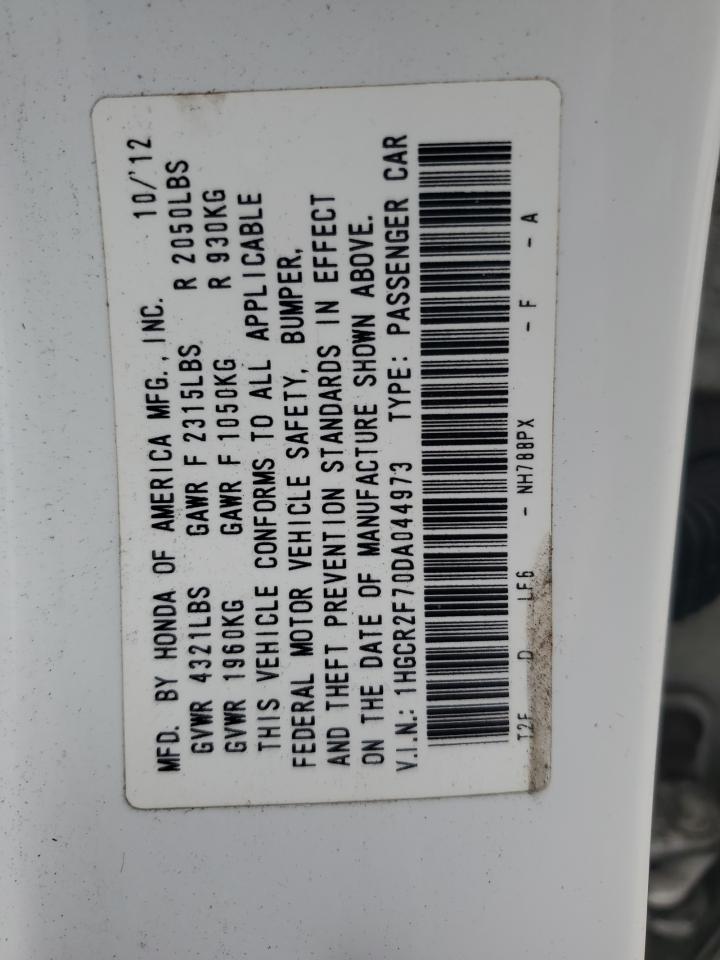 MFD. BY HONDA OF AMERICA MFG., INC. 10/'12
GVWR 4321LBS GAWR F 2315LBS R 2050LBS
GVWR 1960KG GAWR F 1050KG R 930KG
THIS VEHICLE CONFORMS TO ALL APPLICABLE
FEDERAL MOTOR VEHICLE SAFETY, BUMPER,
AND THEFT PREVENTION STANDARDS IN EFFECT
ON THE DATE OF MANUFACTURE SHOWN ABOVE.
V.I.N.: 1HGCR2F70DA044973 TYPE: PASSENGER CAR
T2F D LF6 - NH788PX - F - A